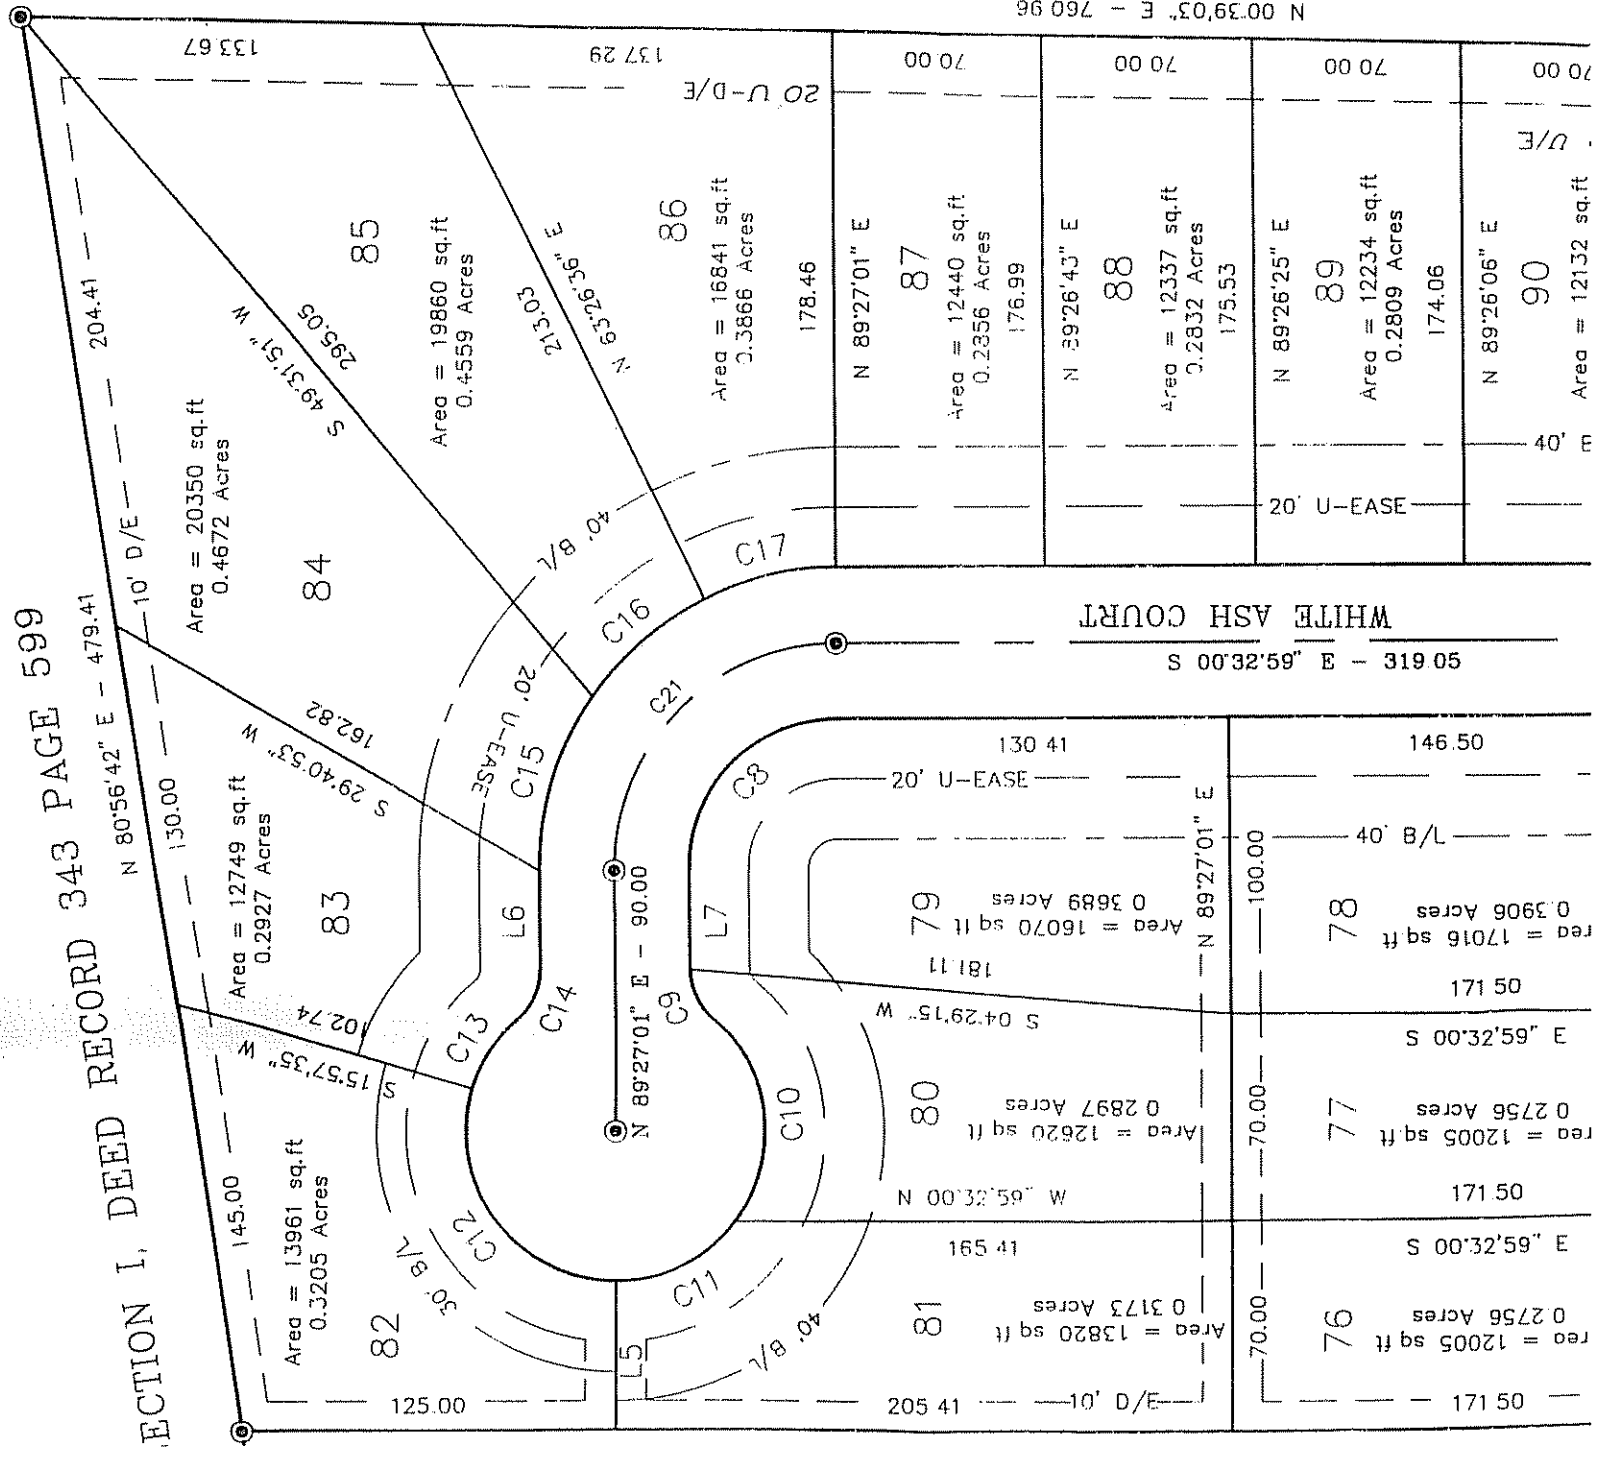 ECTION 1, DEED RECORD 343 PAGE 599
N 80°56'42" E - 479.41
N 00°39'03" E - 760 96
133.67
137 29
70 00
70 00
70 00
70 00
20' U-D/E
U/E
204.41
10' D/E
130.00
145.00
S 49°31'51" W
295.05
213.03
N 63°26'36" E
85
Area = 19860 sq.ft
0.4559 Acres
86
Area = 16841 sq.ft
0.3866 Acres
178.46
N 89°27'01" E
87
Area = 12440 sq.ft
0.2856 Acres
176.99
N 89°26'43" E
88
Area = 12337 sq.ft
0.2832 Acres
175.53
N 89°26'25" E
89
Area = 12234 sq.ft
0.2809 Acres
174.06
N 89°26'06" E
90
Area = 12132 sq.ft
Area = 20350 sq.ft
0.4672 Acres
84
S 29°40'53" W
162.82
Area = 12749 sq.ft
0.2927 Acres
83
102.74
S 15°57'35" W
Area = 13961 sq.ft
0.3205 Acres
82
40' B/L
20' U-EASE
C17
C16
C15
C21
L6
C14
C13
C12
30' B/L
40' E
20' U-EASE
WHITE ASH COURT
S 00°32'59" E - 319.05
N 89°27'01" E - 90.00
C8
L7
C9
C10
C11
L5
40' B/L
130 41
20' U-EASE
146.50
40' B/L
79
Area = 16070 sq ft
0 3689 Acres
181.11
S 04°29'15" W
N 89°27'01" E
100.00
78
rea = 17016 sq ft
0.3906 Acres
171 50
S 00°32'59" E
80
Area = 12620 sq ft
0 2897 Acres
N 00°32'59" W
165 41
70.00
77
rea = 12005 sq ft
0 2756 Acres
171.50
S 00°32'59" E
81
Area = 13820 sq ft
0 3173 Acres
70.00
76
rea = 12005 sq ft
0 2756 Acres
125.00
205 41
10' D/E
171 50